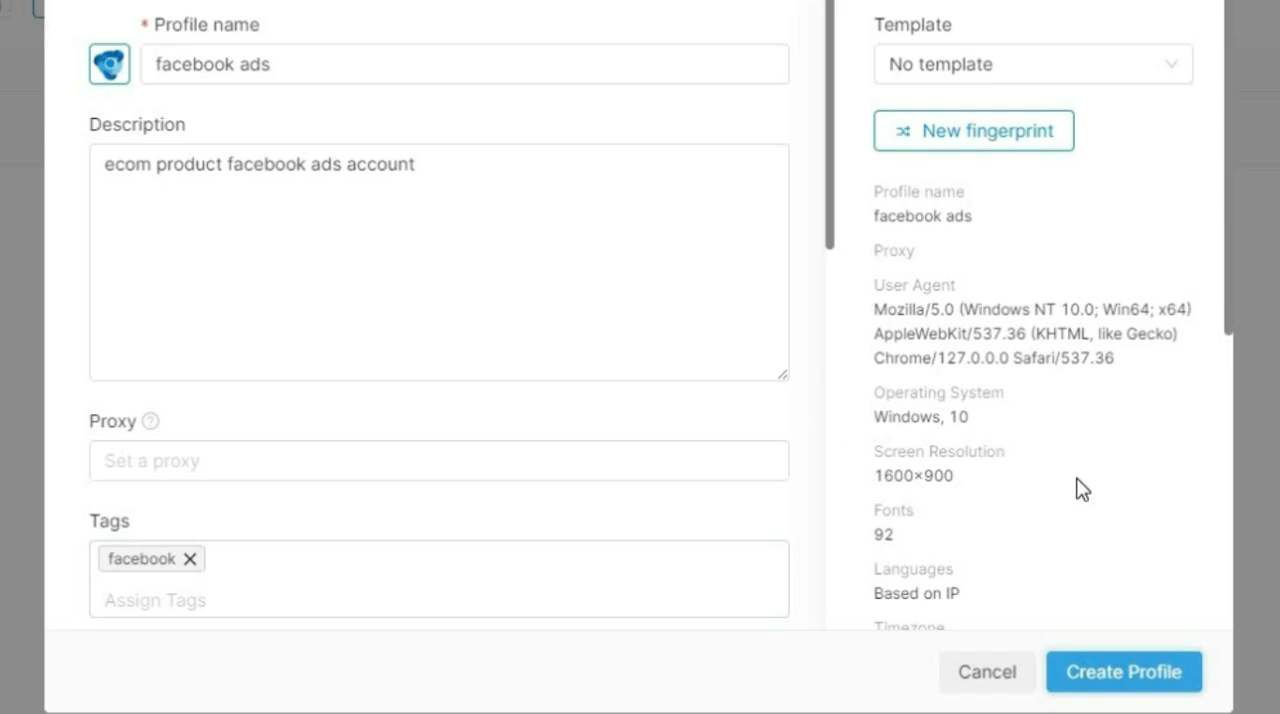 * Profile name
facebook ads
Description
ecom product facebook ads account
Proxy
Set a proxy
Tags
facebook
Assign Tags
Template
No template
New fingerprint
Profile name
facebook ads
Proxy
User Agent
Mozilla/5.0 (Windows NT 10.0; Win64; x64)
AppleWebKit/537.36 (KHTML, like Gecko)
Chrome/127.0.0.0 Safari/537.36
Operating System
Windows, 10
Screen Resolution
1600×900
Fonts
92
Languages
Based on IP
Timezone
Cancel
Create Profile